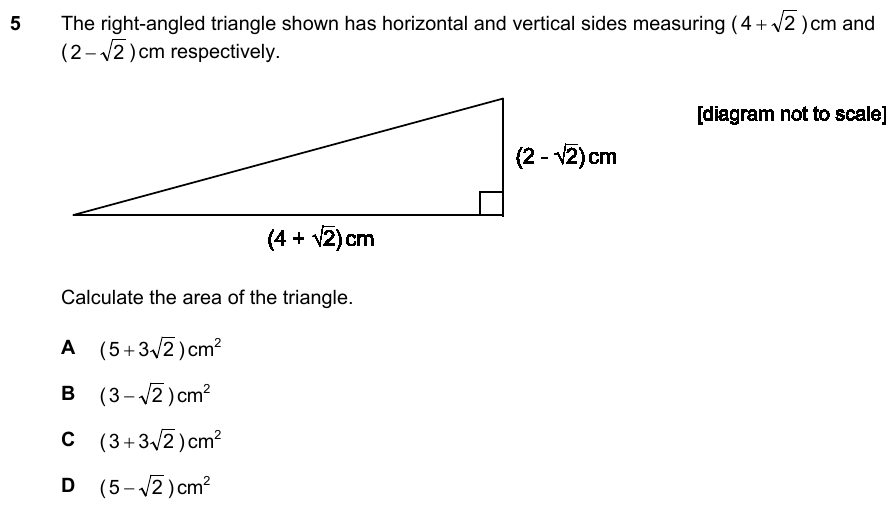 5 The right-angled triangle shown has horizontal and vertical sides measuring (4 + √2) cm and
(2 – √2) cm respectively.
[diagram not to scale]
(2 - √2) cm
(4 + √2) cm
Calculate the area of the triangle.
A (5 + 3√2) cm²
B (3 – √2) cm²
C (3 + 3√2) cm²
D (5 – √2) cm²